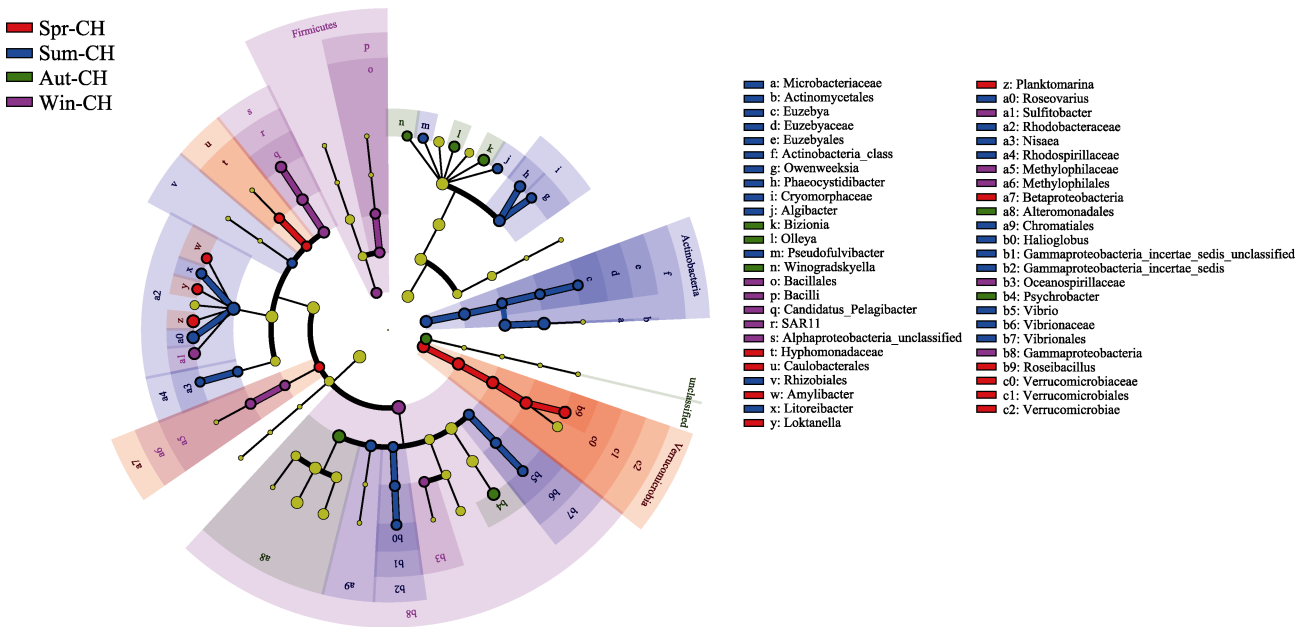 Spr-CH
Sum-CH
Aut-CH
Win-CH
Firmicutes
p
o
n
m
l
k
j
h
g
i
s
r
q
u
t
v
w
x
y
z
a0
a1
a2
a3
a4
a5
a6
a7
a8
a9
b0
b1
b2
b3
b4
b5
b6
b7
b8
b9
c0
c1
c2
Verrucomicrobia
unclassified
a
b
c
d
e
f
Actinobacteria
a: Microbacteriaceae
b: Actinomycetales
c: Euzebya
d: Euzebyaceae
e: Euzebyales
f: Actinobacteria_class
g: Owenweeksia
h: Phaeocystidibacter
i: Cryomorphaceae
j: Algibacter
k: Bizionia
l: Olleya
m: Pseudofulvibacter
n: Winogradskyella
o: Bacillales
p: Bacilli
q: Candidatus_Pelagibacter
r: SAR11
s: Alphaproteobacteria_unclassified
t: Hyphomonadaceae
u: Caulobacterales
v: Rhizobiales
w: Amylibacter
x: Litoreibacter
y: Loktanella
z: Planktomarina
a0: Roseovarius
a1: Sulfitobacter
a2: Rhodobacteraceae
a3: Nisaea
a4: Rhodospirillaceae
a5: Methylophilaceae
a6: Methylophilales
a7: Betaproteobacteria
a8: Alteromonadales
a9: Chromatiales
b0: Halioglobus
b1: Gammaproteobacteria_incertae_sedis_unclassified
b2: Gammaproteobacteria_incertae_sedis
b3: Oceanospirillaceae
b4: Psychrobacter
b5: Vibrio
b6: Vibrionaceae
b7: Vibrionales
b8: Gammaproteobacteria
b9: Roseibacillus
c0: Verrucomicrobiaceae
c1: Verrucomicrobiales
c2: Verrucomicrobiae